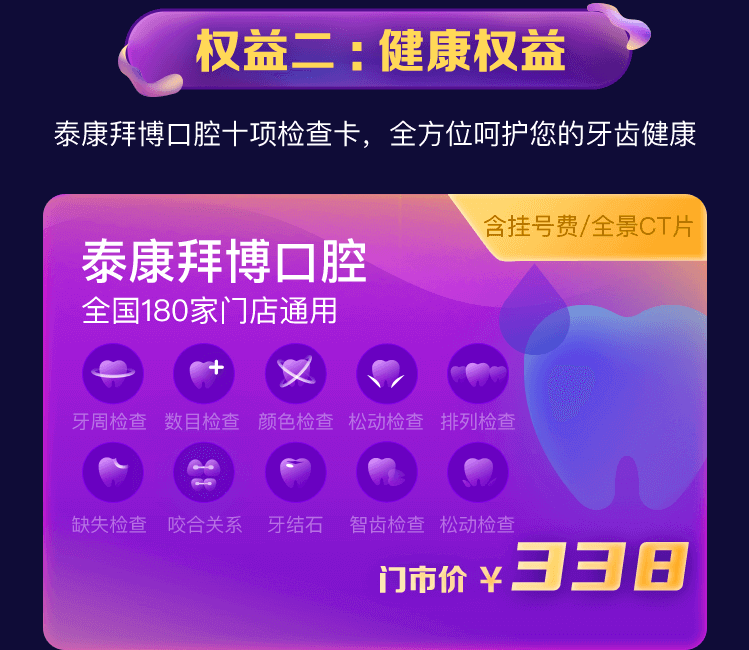 权益二：健康权益
泰康拜博口腔十项检查卡，全方位呵护您的牙齿健康
含挂号费/全景CT片
泰康拜博口腔
全国180家门店通用
牙周检查 数目检查 颜色检查 松动检查 排列检查
缺失检查 咬合关系 牙结石 智齿检查 松动检查
门市价 ¥338